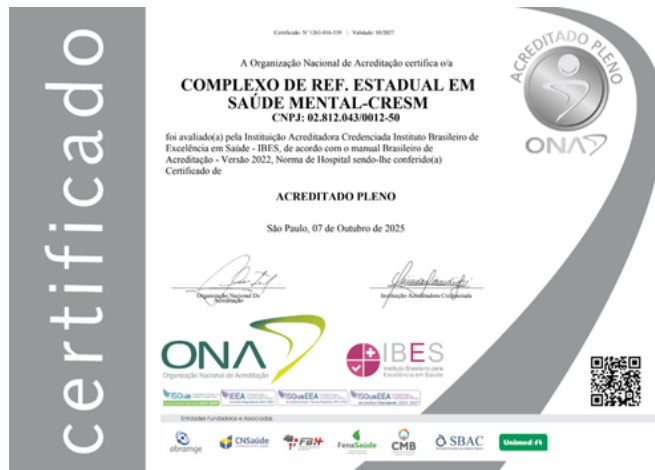 certificado
Certificado: N°1263-016-539 | Validade: 10/2027
A Organização Nacional de Acreditação certifica o/a
COMPLEXO DE REF. ESTADUAL EM
SAÚDE MENTAL-CRESM
CNPJ: 02.812.043/0012-50
foi avaliado(a) pela Instituição Acreditadora Credenciada Instituto Brasileiro de
Excelência em Saúde - IBES, de acordo com o manual Brasileiro de
Acreditação - Versão 2022, Norma de Hospital sendo-lhe conferido(a)
Certificado de
ACREDITADO PLENO
São Paulo, 07 de Outubro de 2025
Organização Nacional De
Acreditação
Instituição Acreditadora Credenciada
ACREDITADO PLENO
ONA
ONA
Organização Nacional de Acreditação
IBES
Instituto Brasileiro para
Excelência em Saúde
ISQua
IEEA
ISQuaEEA
ISQuaEEA
Entidades Fundadoras e Associadas
abramge
CNSaúde
FBH
FenaSaúde
CMB
SBAC
Unimed